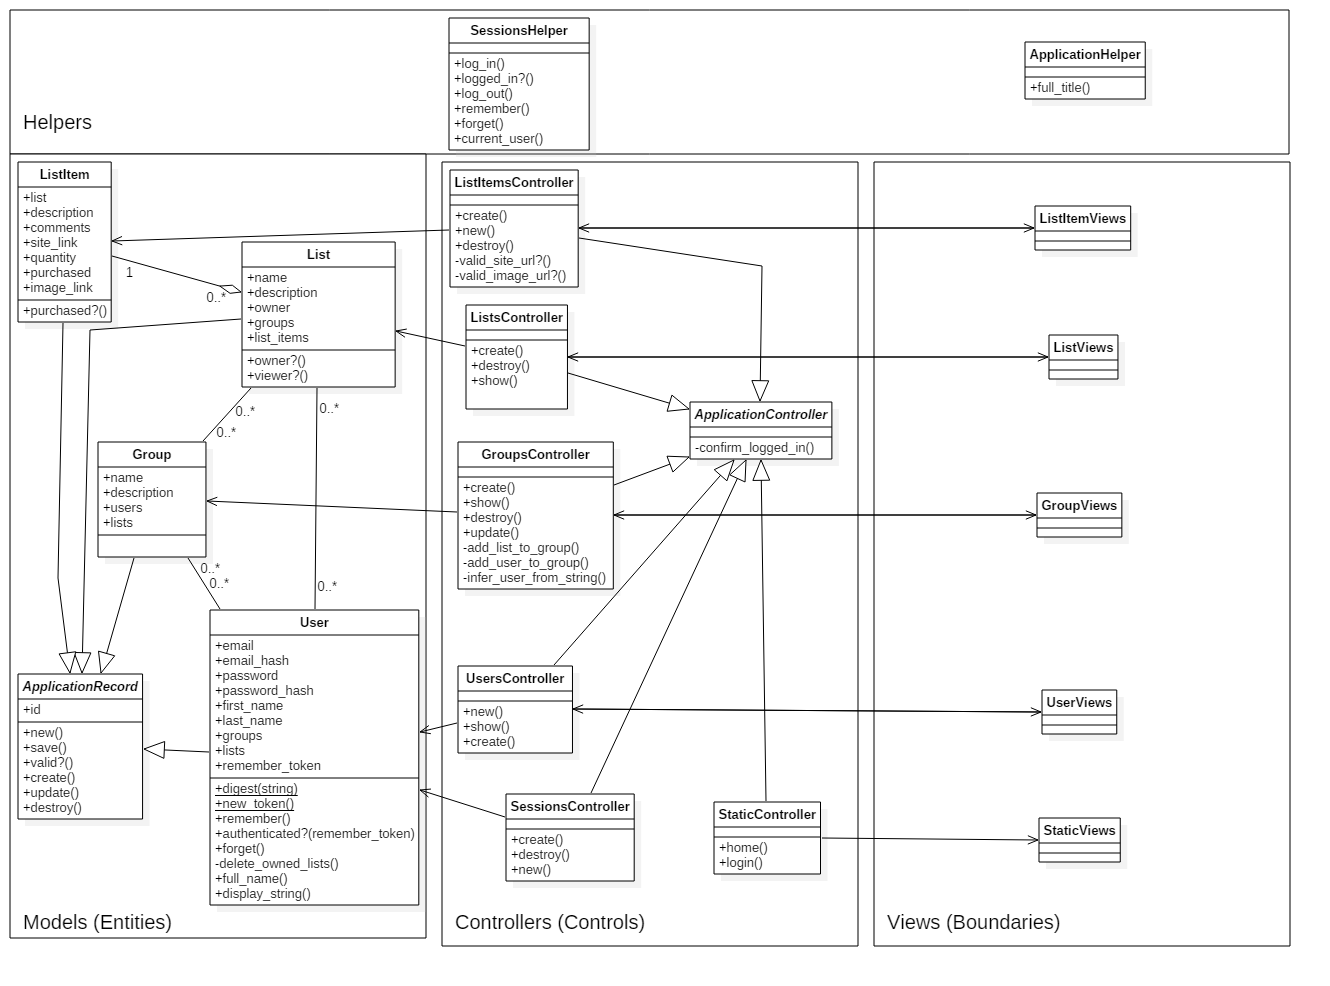 SessionsHelper
+log_in()
+logged_in?()
+log_out()
+remember()
+forget()
+current_user()
ApplicationHelper
+full_title()
Helpers
ListItem
+list
+description
+comments
+site_link
+quantity
+purchased
+image_link
+purchased?()
1
0..*
List
+name
+description
+owner
+groups
+list_items
+owner?()
+viewer?()
0..*
0..*
0..*
Group
+name
+description
+users
+lists
0..*
0..*
0..*
User
+email
+email_hash
+password
+password_hash
+first_name
+last_name
+groups
+lists
+remember_token
+digest(string)
+new_token()
+remember()
+authenticated?(remember_token)
+forget()
-delete_owned_lists()
+full_name()
+display_string()
ApplicationRecord
+id
+new()
+save()
+valid?()
+create()
+update()
+destroy()
Models (Entities)
ListItemsController
+create()
+new()
+destroy()
-valid_site_url?()
-valid_image_url?()
ListsController
+create()
+destroy()
+show()
ApplicationController
-confirm_logged_in()
GroupsController
+create()
+show()
+destroy()
+update()
-add_list_to_group()
-add_user_to_group()
-infer_user_from_string()
UsersController
+new()
+show()
+create()
SessionsController
+create()
+destroy()
+new()
StaticController
+home()
+login()
Controllers (Controls)
ListItemViews
ListViews
GroupViews
UserViews
StaticViews
Views (Boundaries)